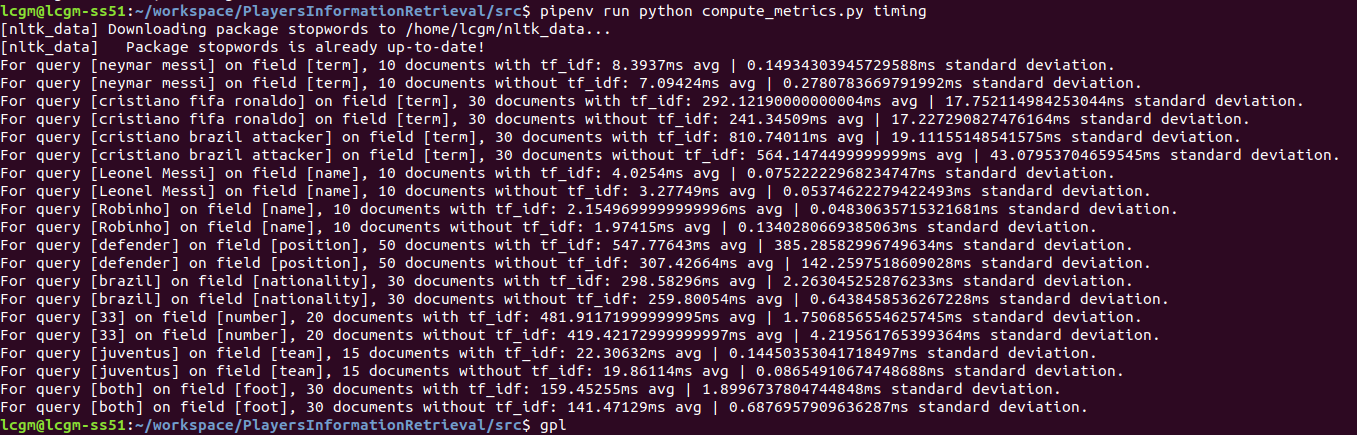 lcgm@lcgm-ss51:~/workspace/PlayersInformationRetrieval/src$ pipenv run python compute_metrics.py timing
[nltk_data] Downloading package stopwords to /home/lcgm/nltk_data...
[nltk_data]   Package stopwords is already up-to-date!
For query [neymar messi] on field [term], 10 documents with tf_idf: 8.3937ms avg | 0.14934303945729588ms standard deviation.
For query [neymar messi] on field [term], 10 documents without tf_idf: 7.09424ms avg | 0.2780783669791992ms standard deviation.
For query [cristiano fifa ronaldo] on field [term], 30 documents with tf_idf: 292.12190000000004ms avg | 17.752114984253044ms standard deviation.
For query [cristiano fifa ronaldo] on field [term], 30 documents without tf_idf: 241.34509ms avg | 17.227290827476164ms standard deviation.
For query [cristiano brazil attacker] on field [term], 30 documents with tf_idf: 810.74011ms avg | 19.11155148541575ms standard deviation.
For query [cristiano brazil attacker] on field [term], 30 documents without tf_idf: 564.1474499999999ms avg | 43.07953704659545ms standard deviation.
For query [Leonel Messi] on field [name], 10 documents with tf_idf: 4.0254ms avg | 0.07522222968234747ms standard deviation.
For query [Leonel Messi] on field [name], 10 documents without tf_idf: 3.27749ms avg | 0.05374622279422493ms standard deviation.
For query [Robinho] on field [name], 10 documents with tf_idf: 2.1549699999999996ms avg | 0.04830635715321681ms standard deviation.
For query [Robinho] on field [name], 10 documents without tf_idf: 1.97415ms avg | 0.1340280669385063ms standard deviation.
For query [defender] on field [position], 50 documents with tf_idf: 547.77643ms avg | 385.28582996749634ms standard deviation.
For query [defender] on field [position], 50 documents without tf_idf: 307.42664ms avg | 142.2597518609028ms standard deviation.
For query [brazil] on field [nationality], 30 documents with tf_idf: 298.58296ms avg | 2.263045252876233ms standard deviation.
For query [brazil] on field [nationality], 30 documents without tf_idf: 259.80054ms avg | 0.6438458536267228ms standard deviation.
For query [33] on field [number], 20 documents with tf_idf: 481.91171999999995ms avg | 1.7506856554625745ms standard deviation.
For query [33] on field [number], 20 documents without tf_idf: 419.42172999999997ms avg | 4.219561765399364ms standard deviation.
For query [juventus] on field [team], 15 documents with tf_idf: 22.30632ms avg | 0.14450353041718497ms standard deviation.
For query [juventus] on field [team], 15 documents without tf_idf: 19.86114ms avg | 0.08654910674748688ms standard deviation.
For query [both] on field [foot], 30 documents with tf_idf: 159.45255ms avg | 1.8996737804744848ms standard deviation.
For query [both] on field [foot], 30 documents without tf_idf: 141.47129ms avg | 0.6876957909636287ms standard deviation.
lcgm@lcgm-ss51:~/workspace/PlayersInformationRetrieval/src$ gpl